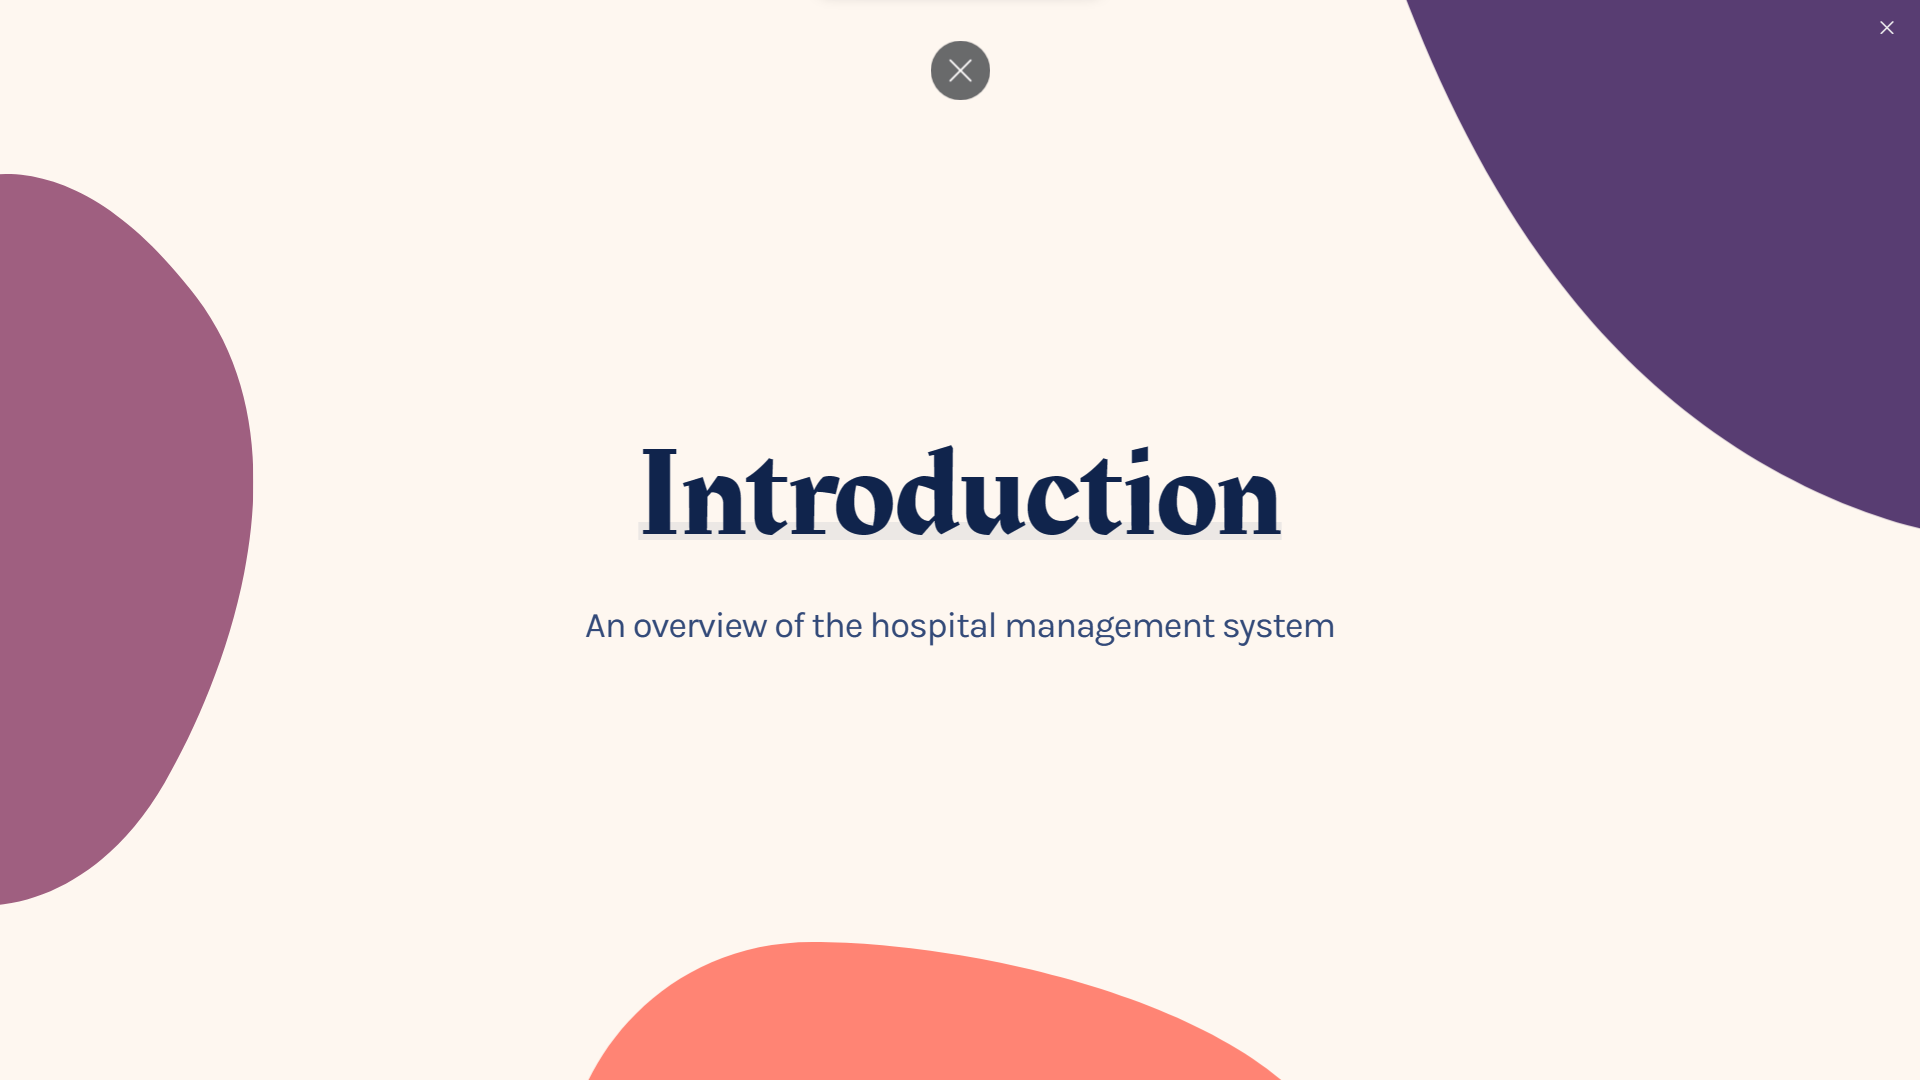 Introduction
An overview of the hospital management system